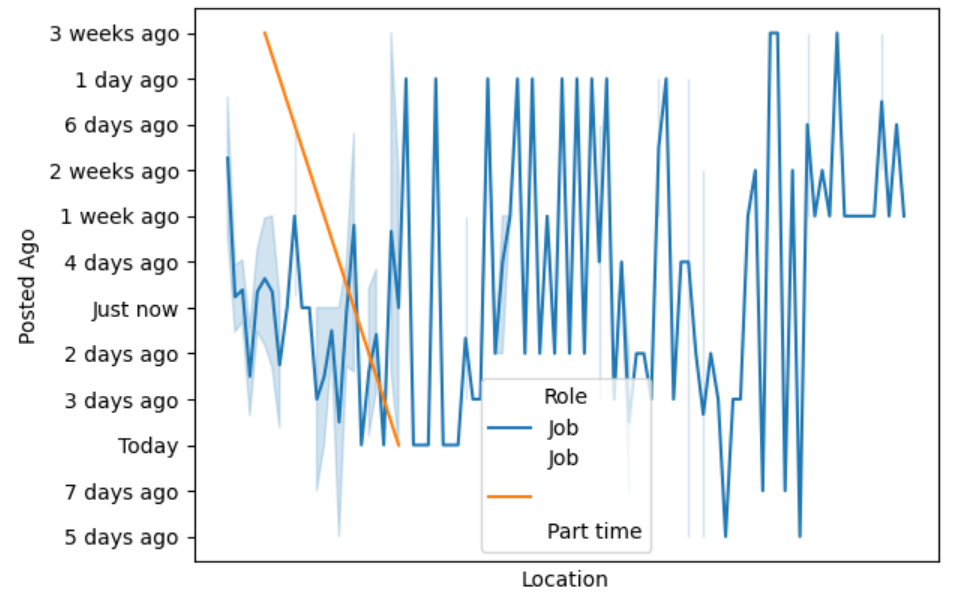 3 weeks ago
1 day ago
6 days ago
2 weeks ago
1 week ago
4 days ago
Just now
2 days ago
3 days ago
Today
7 days ago
5 days ago
Posted Ago
Role
Job
Job
Part time
Location